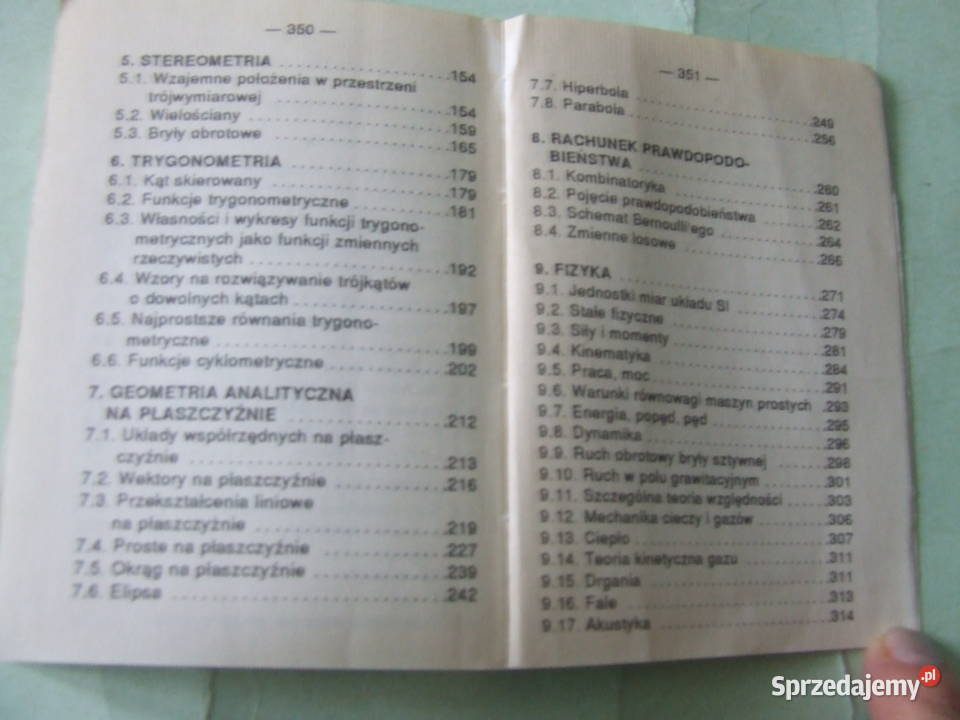 — 350 —
5. STEREOMETRIA ..................154
5.1. Wzajemne położenia w przestrzeni
trójwymiarowej ..................154
5.2. Wielościany ..................159
5.3. Bryły obrotowe ..................165
6. TRYGONOMETRIA ..................179
6.1. Kąt skierowany ..................179
6.2. Funkcje trygonometryczne ..................181
6.3. Własności i wykresy funkcji trygono-
metrycznych jako funkcji zmiennych
rzeczywistych ..................192
6.4. Wzory na rozwiązywanie trójkątów
o dowolnych kątach ..................197
6.5. Najprostsze równania trygono-
metryczne ..................199
6.6. Funkcje cyklometryczne ..................202
7. GEOMETRIA ANALITYCZNA
NA PŁASZCZYŹNIE ..................212
7.1. Układy współrzędnych na płasz-
czyźnie ..................213
7.2. Wektory na płaszczyźnie ..................216
7.3. Przekształcenia liniowe
na płaszczyźnie ..................219
7.4. Proste na płaszczyźnie ..................227
7.5. Okrąg na płaszczyźnie ..................239
7.6. Elipsa ..................242
— 351 —
7.7. Hiperbola ..................249
7.8. Parabola ..................256
8. RACHUNEK PRAWDOPODO-
BIEŃSTWA ..................260
8.1. Kombinatoryka ..................261
8.2. Pojęcie prawdopodobieństwa ..................262
8.3. Schemat Bernoulli'ego ..................264
8.4. Zmienne losowe ..................266
9. FIZYKA ..................271
9.1. Jednostki miar układu SI ..................274
9.2. Stałe fizyczne ..................279
9.3. Siły i momenty ..................281
9.4. Kinematyka ..................284
9.5. Praca, moc ..................291
9.6. Warunki równowagi maszyn prostych .293
9.7. Energia, popęd, pęd ..................295
9.8. Dynamika ..................296
9.9. Ruch obrotowy bryły sztywnej ..................298
9.10. Ruch w polu grawitacyjnym ..................301
9.11. Szczególna teoria względności ..................303
9.12. Mechanika cieczy i gazów ..................306
9.13. Ciepło ..................307
9.14. Teoria kinetyczna gazu ..................311
9.15. Drgania ..................311
9.16. Fale ..................313
9.17. Akustyka ..................314
Sprzedajemy.pl